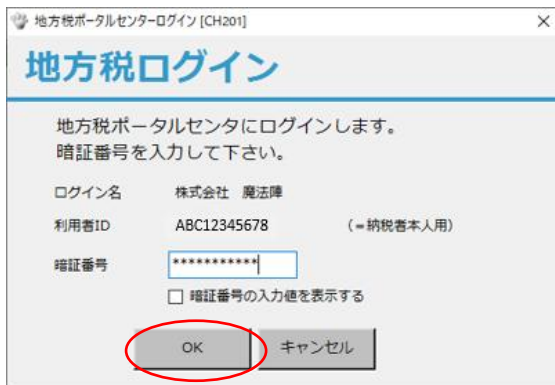 地方税ポータルセンターログイン [CH201]
地方税ログイン
地方税ポータルセンタにログインします。
暗証番号を入力して下さい。
ログイン名 株式会社 魔法陣
利用者ID ABC12345678 (=納税者本人用)
暗証番号 ***********
暗証番号の入力値を表示する
OK キャンセル